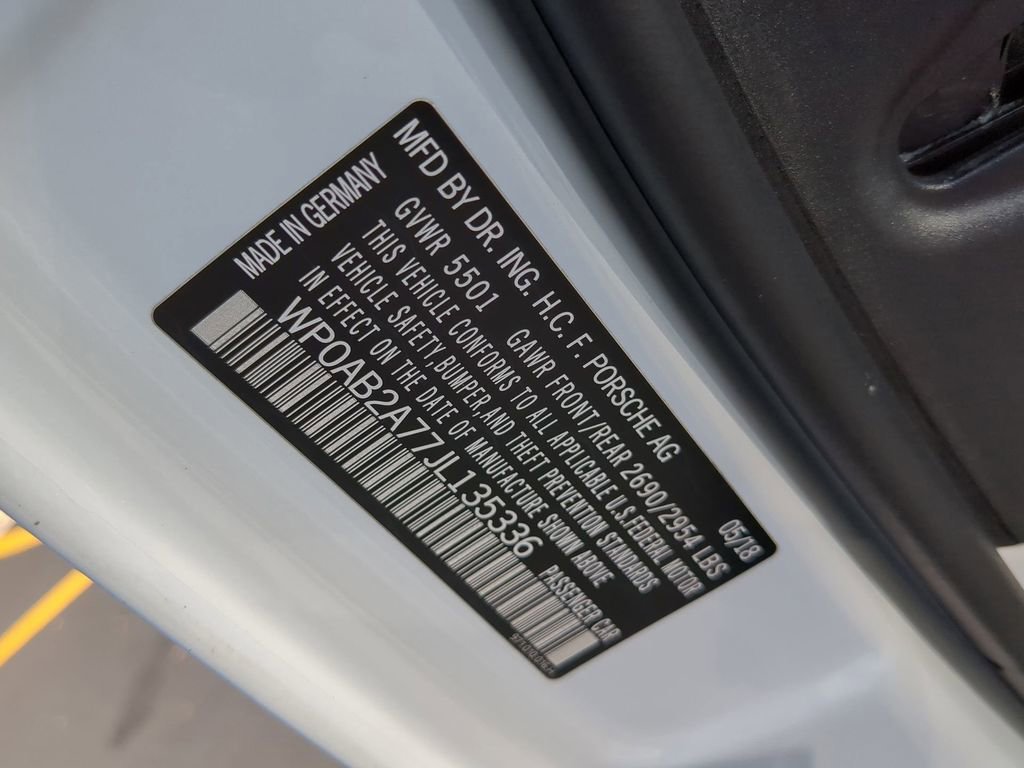 MFD BY DR. ING. H.C. F. PORSCHE AG 05/18
GVWR 5501 GAWR FRONT/REAR 2690/2954 LBS
THIS VEHICLE CONFORMS TO ALL APPLICABLE U.S.FEDERAL MOTOR
VEHICLE SAFETY,BUMPER,AND THEFT PREVENTION STANDARDS
IN EFFECT ON THE DATE OF MANUFACTURE SHOWN ABOVE
MADE IN GERMANY
WP0AB2A77JL135336 PASSENGER CAR